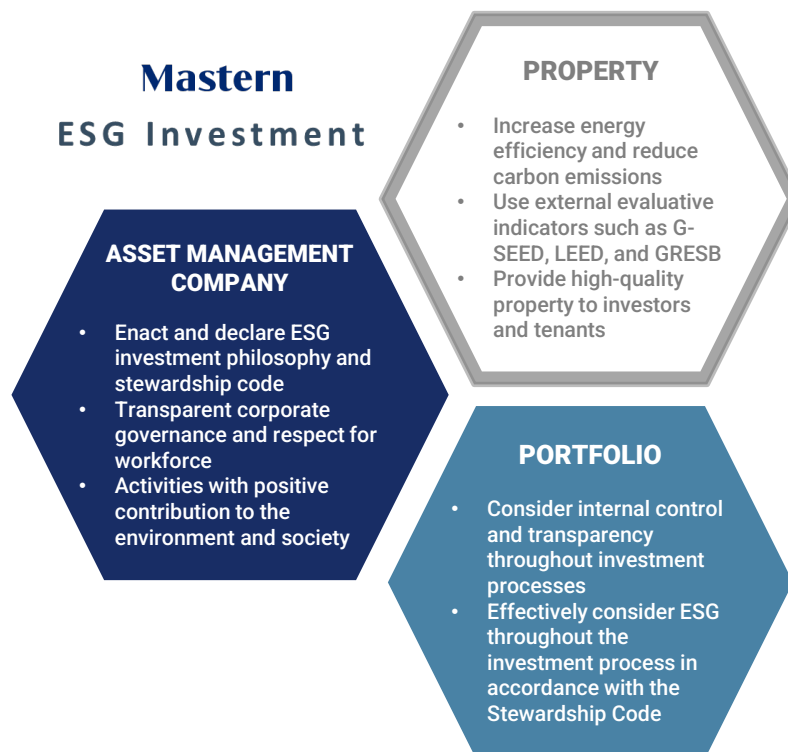 Mastern
ESG Investment
PROPERTY
• Increase energy
efficiency and reduce
carbon emissions
• Use external evaluative
indicators such as G-
SEED, LEED, and GRESB
• Provide high-quality
property to investors
and tenants
ASSET MANAGEMENT
COMPANY
• Enact and declare ESG
investment philosophy and
stewardship code
• Transparent corporate
governance and respect for
workforce
• Activities with positive
contribution to the
environment and society
PORTFOLIO
• Consider internal control
and transparency
throughout investment
processes
• Effectively consider ESG
throughout the
investment process in
accordance with the
Stewardship Code